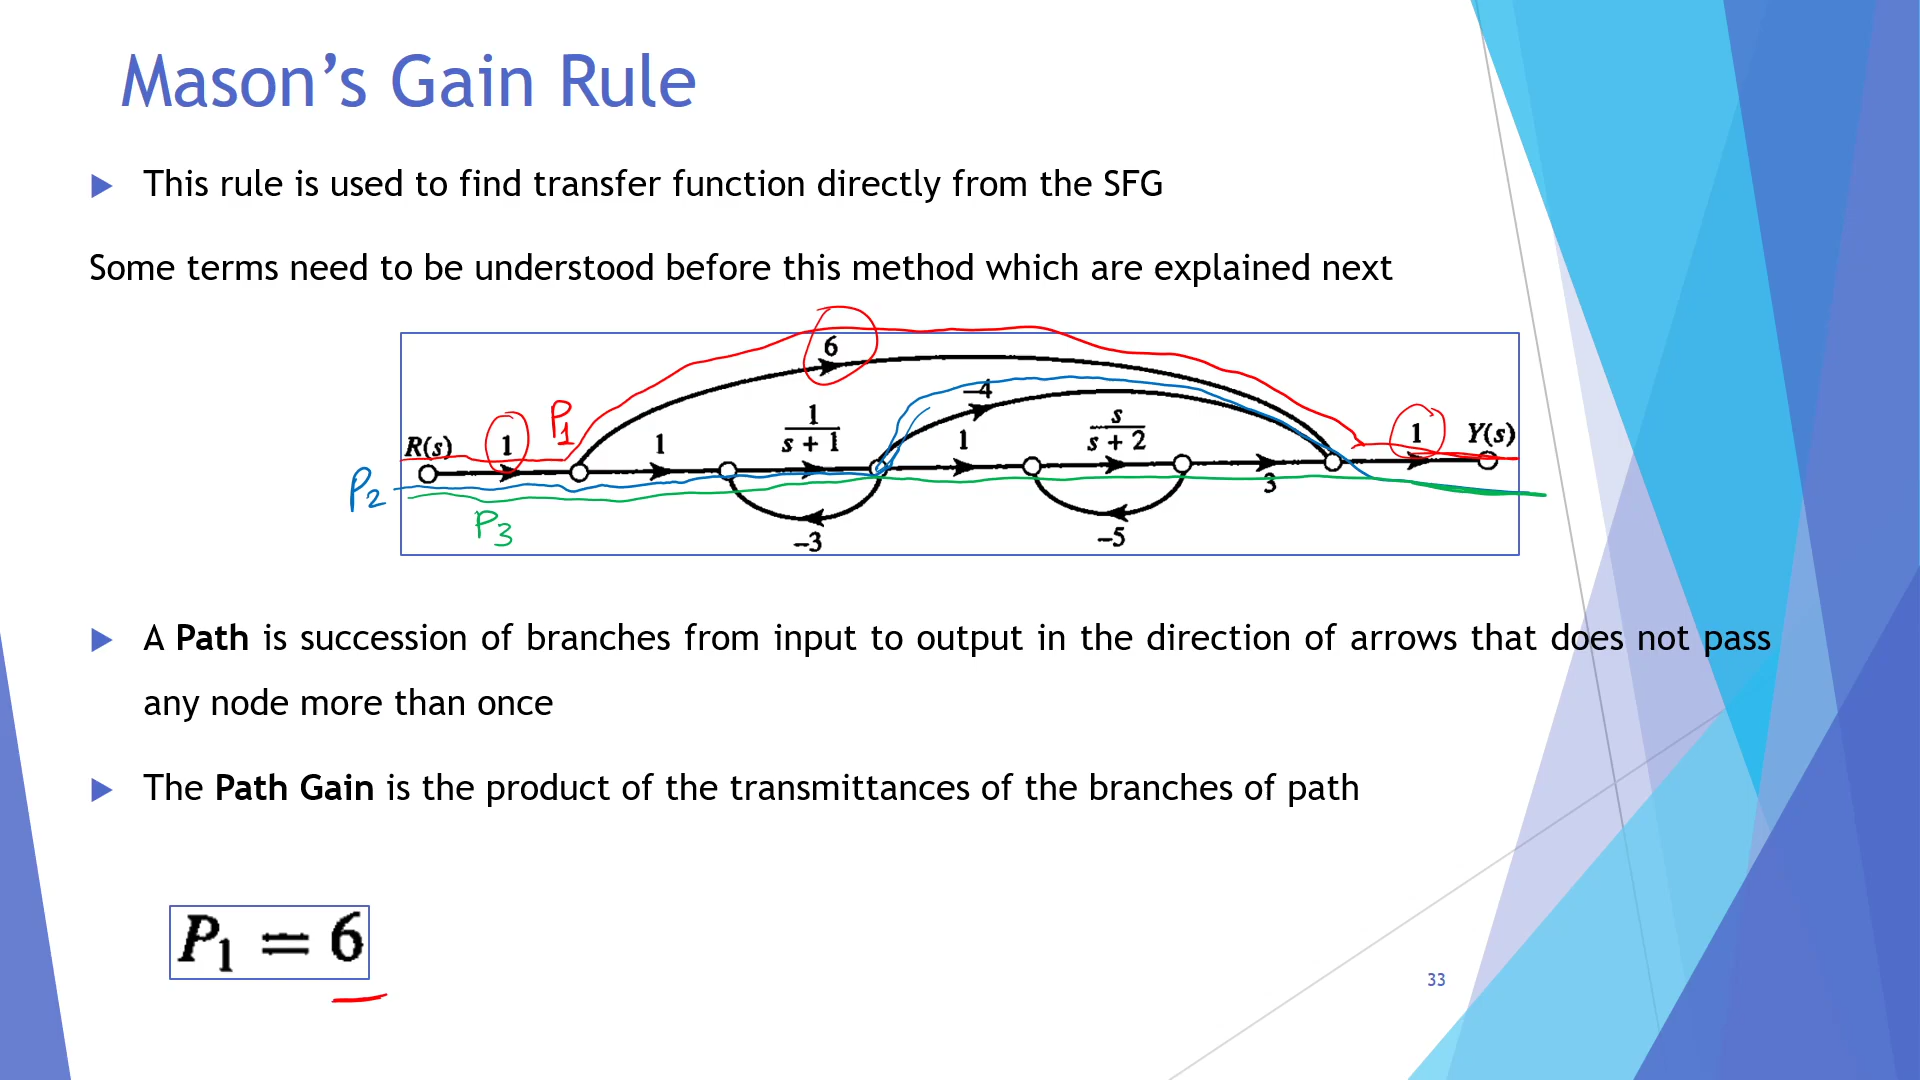 Mason’s Gain Rule
This rule is used to find transfer function directly from the SFG
Some terms need to be understood before this method which are explained next
6
-4
R(s) 1 P1 1 1/(s + 1) 1 s/(s + 2) 1 Y(s)
P2
3
P3
-3 -5
A Path is succession of branches from input to output in the direction of arrows that does not pass
any node more than once
The Path Gain is the product of the transmittances of the branches of path
P1 = 6
33